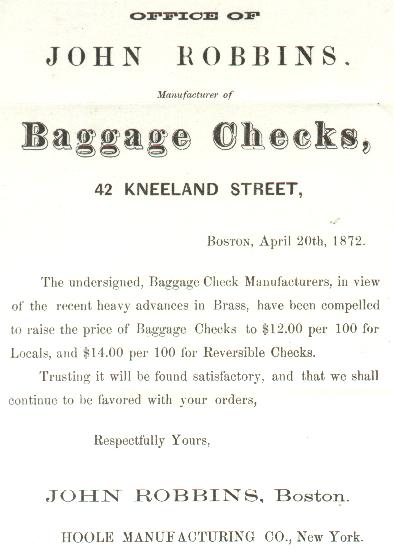 OFFICE OF
JOHN ROBBINS.
Manufacturer of
Baggage Checks,
42 KNEELAND STREET,
BOSTON, April 20th, 1872.
The undersigned, Baggage Check Manufacturers, in view
of the recent heavy advances in Brass, have been compelled
to raise the price of Baggage Checks to $12.00 per 100 for
Locals, and $14.00 per 100 for Reversible Checks.
Trusting it will be found satisfactory, and that we shall
continue to be favored with your orders,
Respectfully Yours,
JOHN ROBBINS, Boston.
HOOLE MANUFACTURING CO., New York.